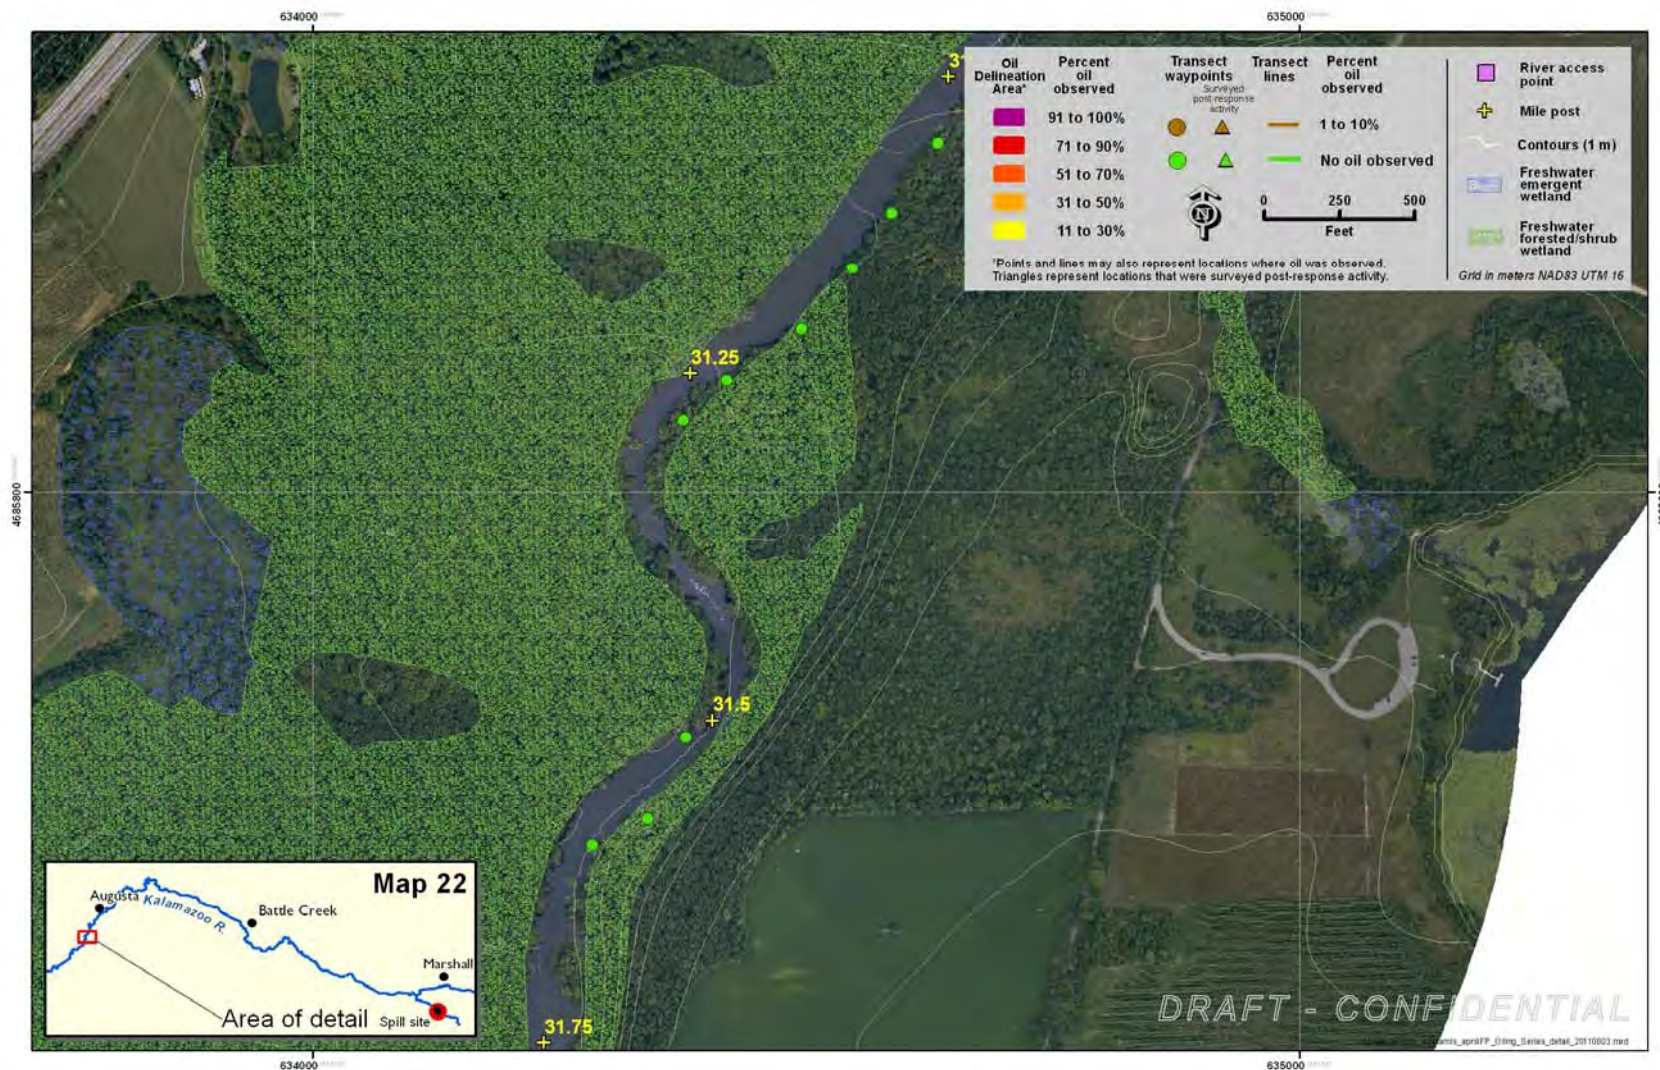 634000
635000
31
31.25
31.5
31.75
4685800
Oil
Delineation
Area*
Percent
oil
observed
91 to 100%
71 to 90%
51 to 70%
31 to 50%
11 to 30%
Transect
waypoints
Surveyed
post-response
activity
Transect
lines
Percent
oil
observed
1 to 10%
No oil observed
N
0 250 500
Feet
*Points and lines may also represent locations where oil was observed.
Triangles represent locations that were surveyed post-response activity.
River access
point
Mile post
Contours (1 m)
Freshwater
emergent
wetland
Freshwater
forested/shrub
wetland
Grid in meters NAD83 UTM 16
Map 22
Augusta
Kalamazoo R.
Battle Creek
Marshall
Area of detail
Spill site
DRAFT - CONFIDENTIAL
634000
635000